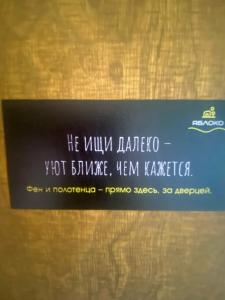 ЯБЛОКО
Не ищи далеко –
уют ближе, чем кажется.
Фен и полотенца – прямо здесь, за дверцей.